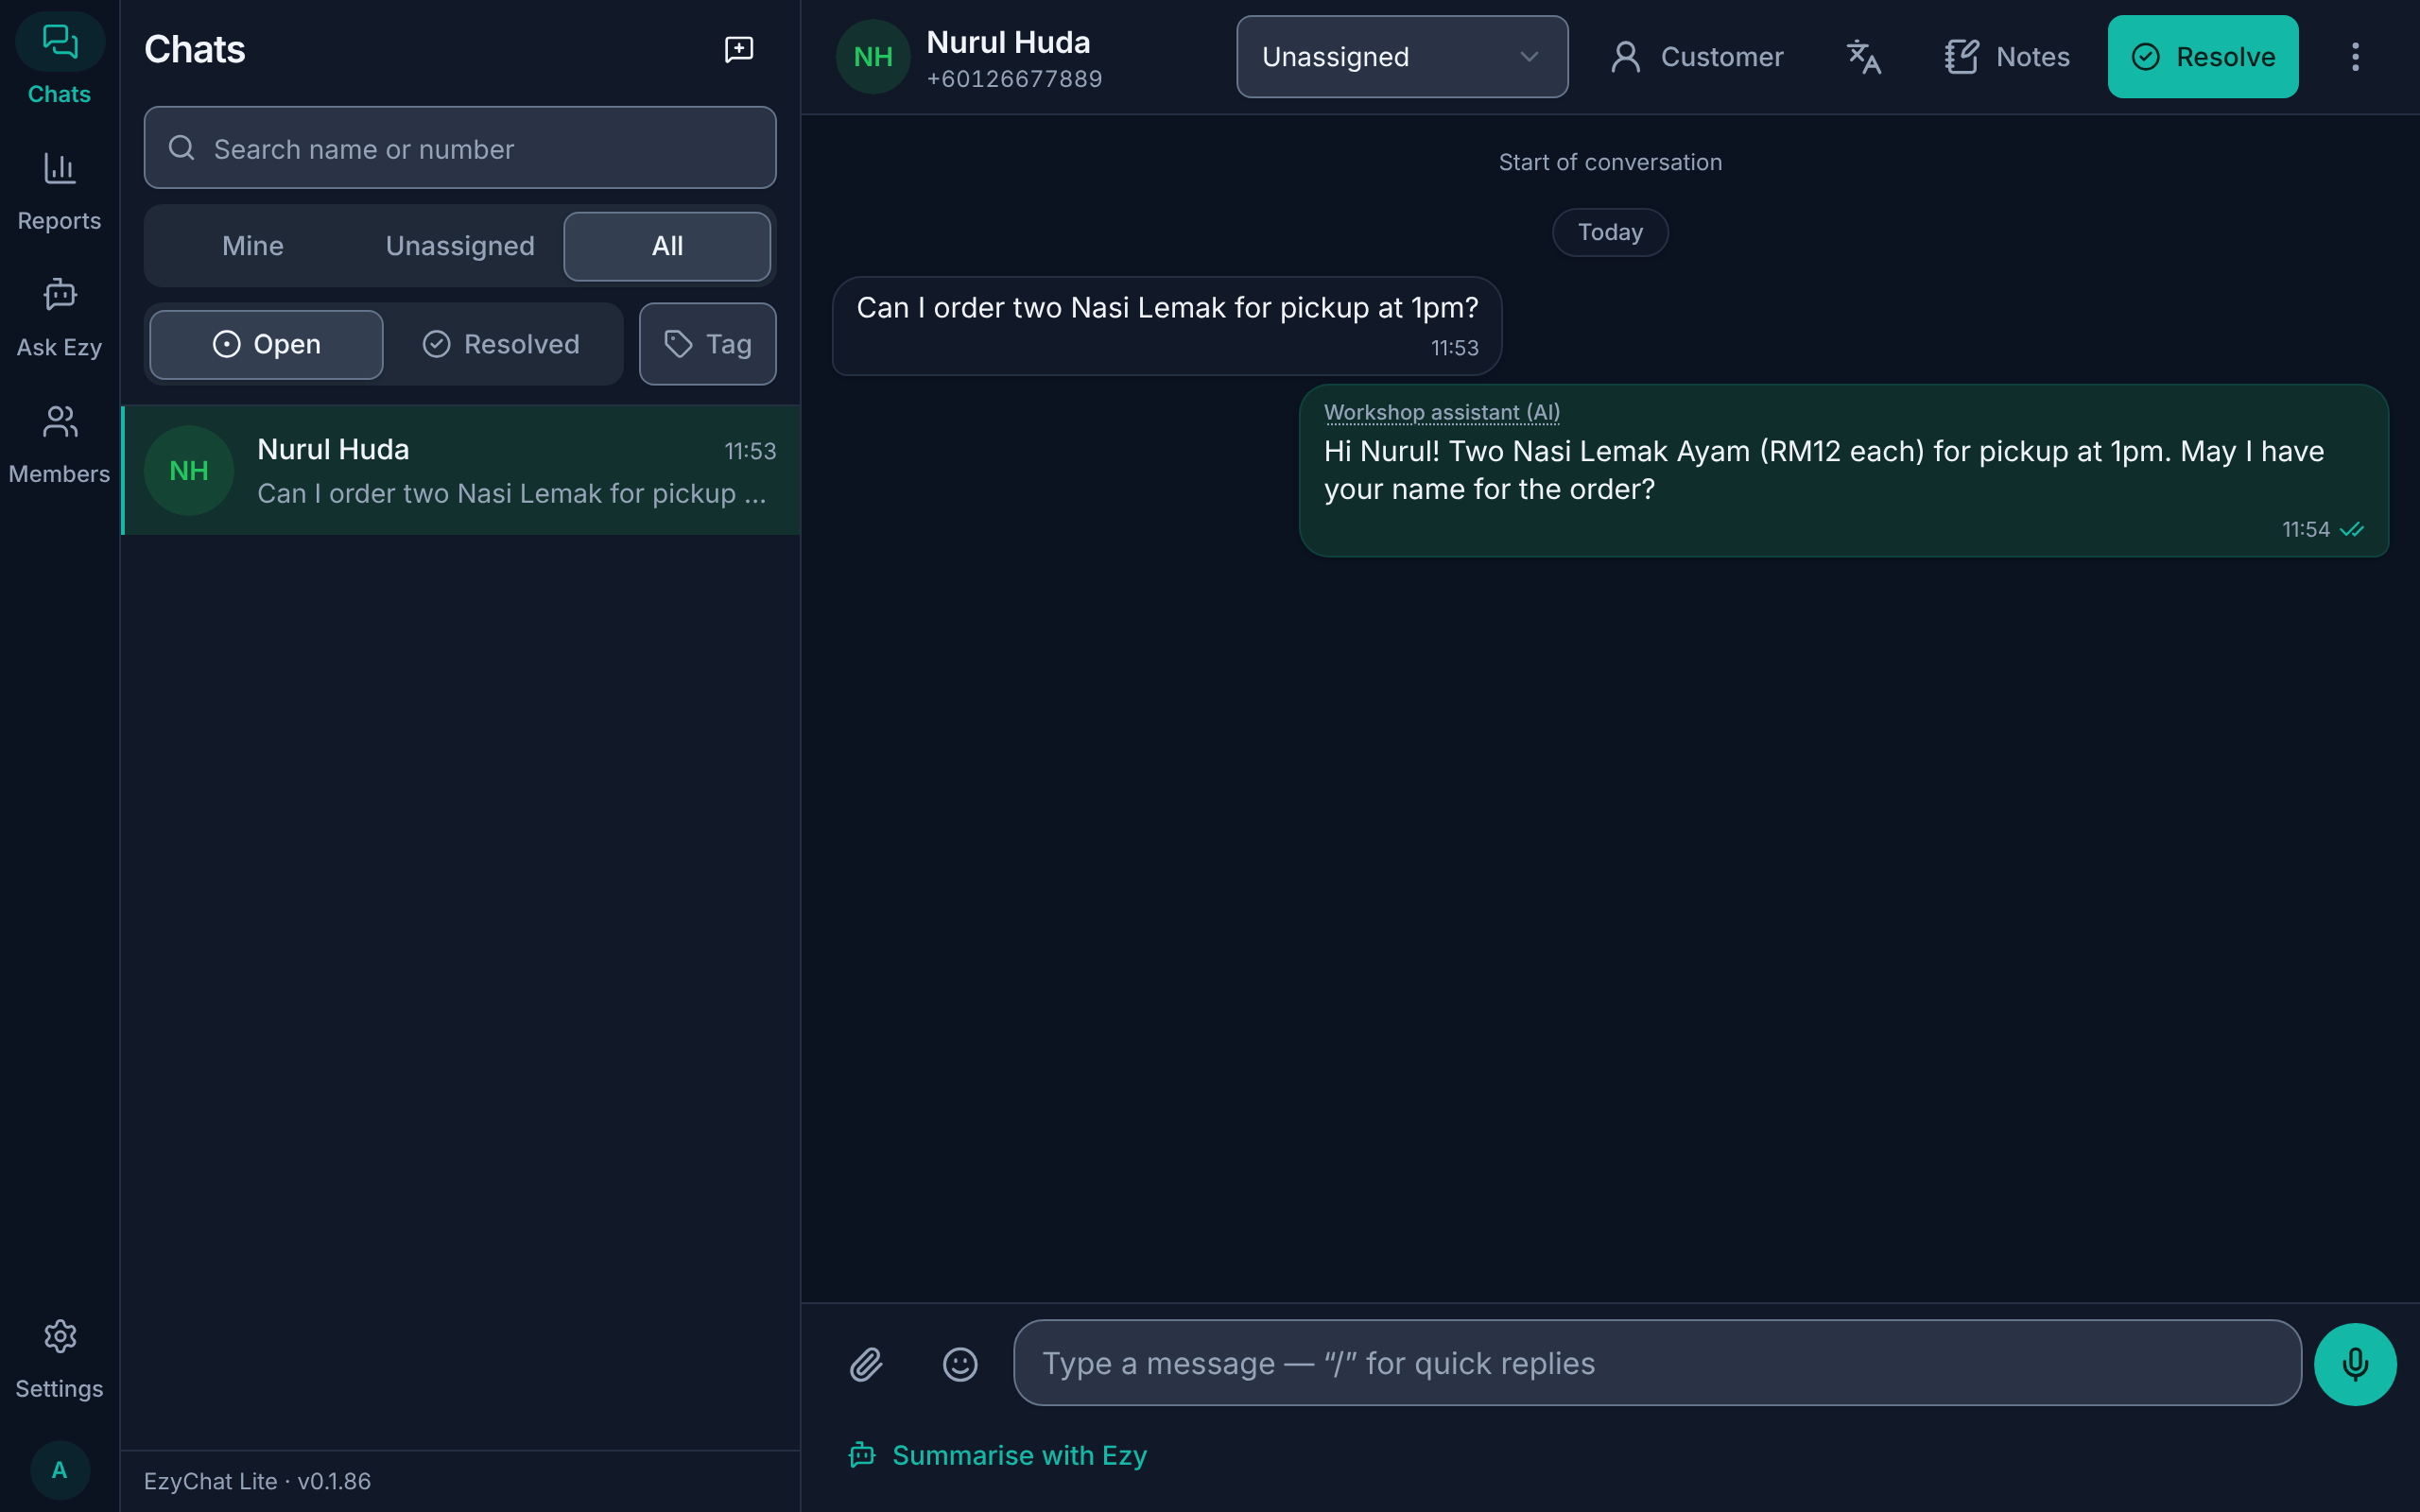 Chats
Reports
Ask Ezy
Members
Settings
A
Chats
Search name or number
Mine
Unassigned
All
Open
Resolved
Tag
NH
Nurul Huda
11:53
Can I order two Nasi Lemak for pickup ...
EzyChat Lite · v0.1.86
NH
Nurul Huda
+60126677889
Unassigned
Customer
Notes
Resolve
Start of conversation
Today
Can I order two Nasi Lemak for pickup at 1pm?
11:53
Workshop assistant (AI)
Hi Nurul! Two Nasi Lemak Ayam (RM12 each) for pickup at 1pm. May I have
your name for the order?
11:54
Type a message — “/” for quick replies
Summarise with Ezy